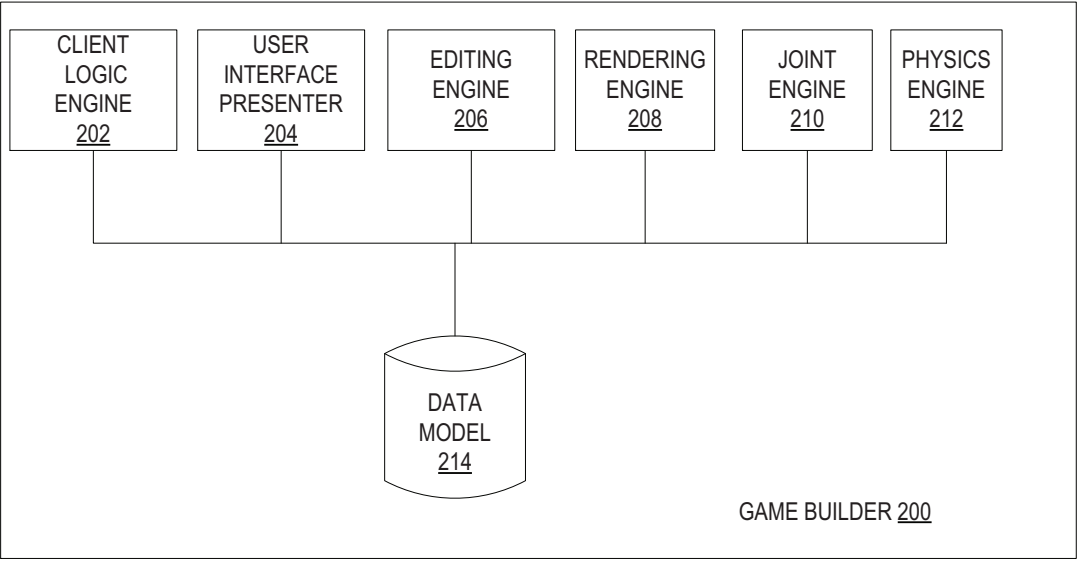 CLIENT
LOGIC
ENGINE
202
USER
INTERFACE
PRESENTER
204
EDITING
ENGINE
206
RENDERING
ENGINE
208
JOINT
ENGINE
210
PHYSICS
ENGINE
212
DATA
MODEL
214
GAME BUILDER 200